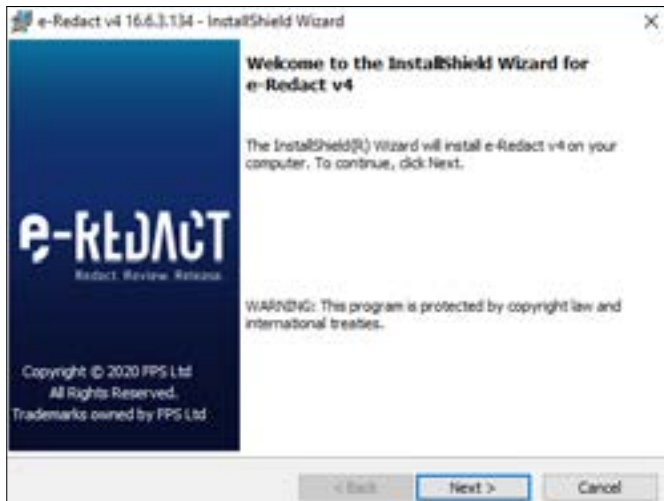 e-Redact v4 16.6.3.134 - InstallShield Wizard
Welcome to the InstallShield Wizard for
e-Redact v4
The InstallShield(R) Wizard will install e-Redact v4 on your
computer. To continue, click Next.
e-REDACT
Redact. Review. Release.
WARNING: This program is protected by copyright law and
international treaties.
Copyright © 2020 FPS Ltd
All Rights Reserved.
Trademarks owned by FPS Ltd
< Back
Next >
Cancel